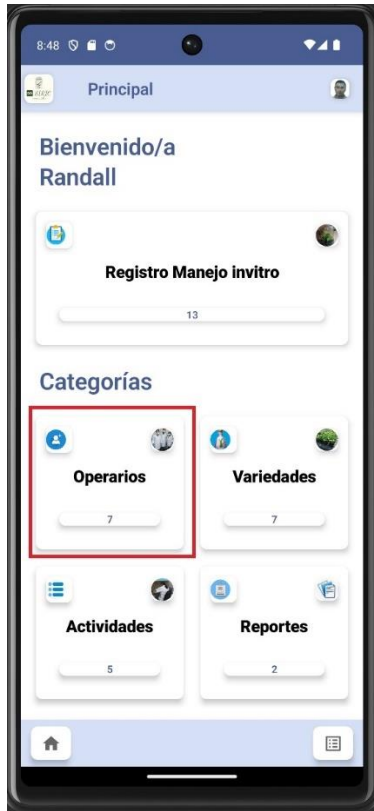 8:48
Principal
Bienvenido/a
Randall
Registro Manejo invitro
13
Categorías
Operarios
7
Variedades
7
Actividades
5
Reportes
2